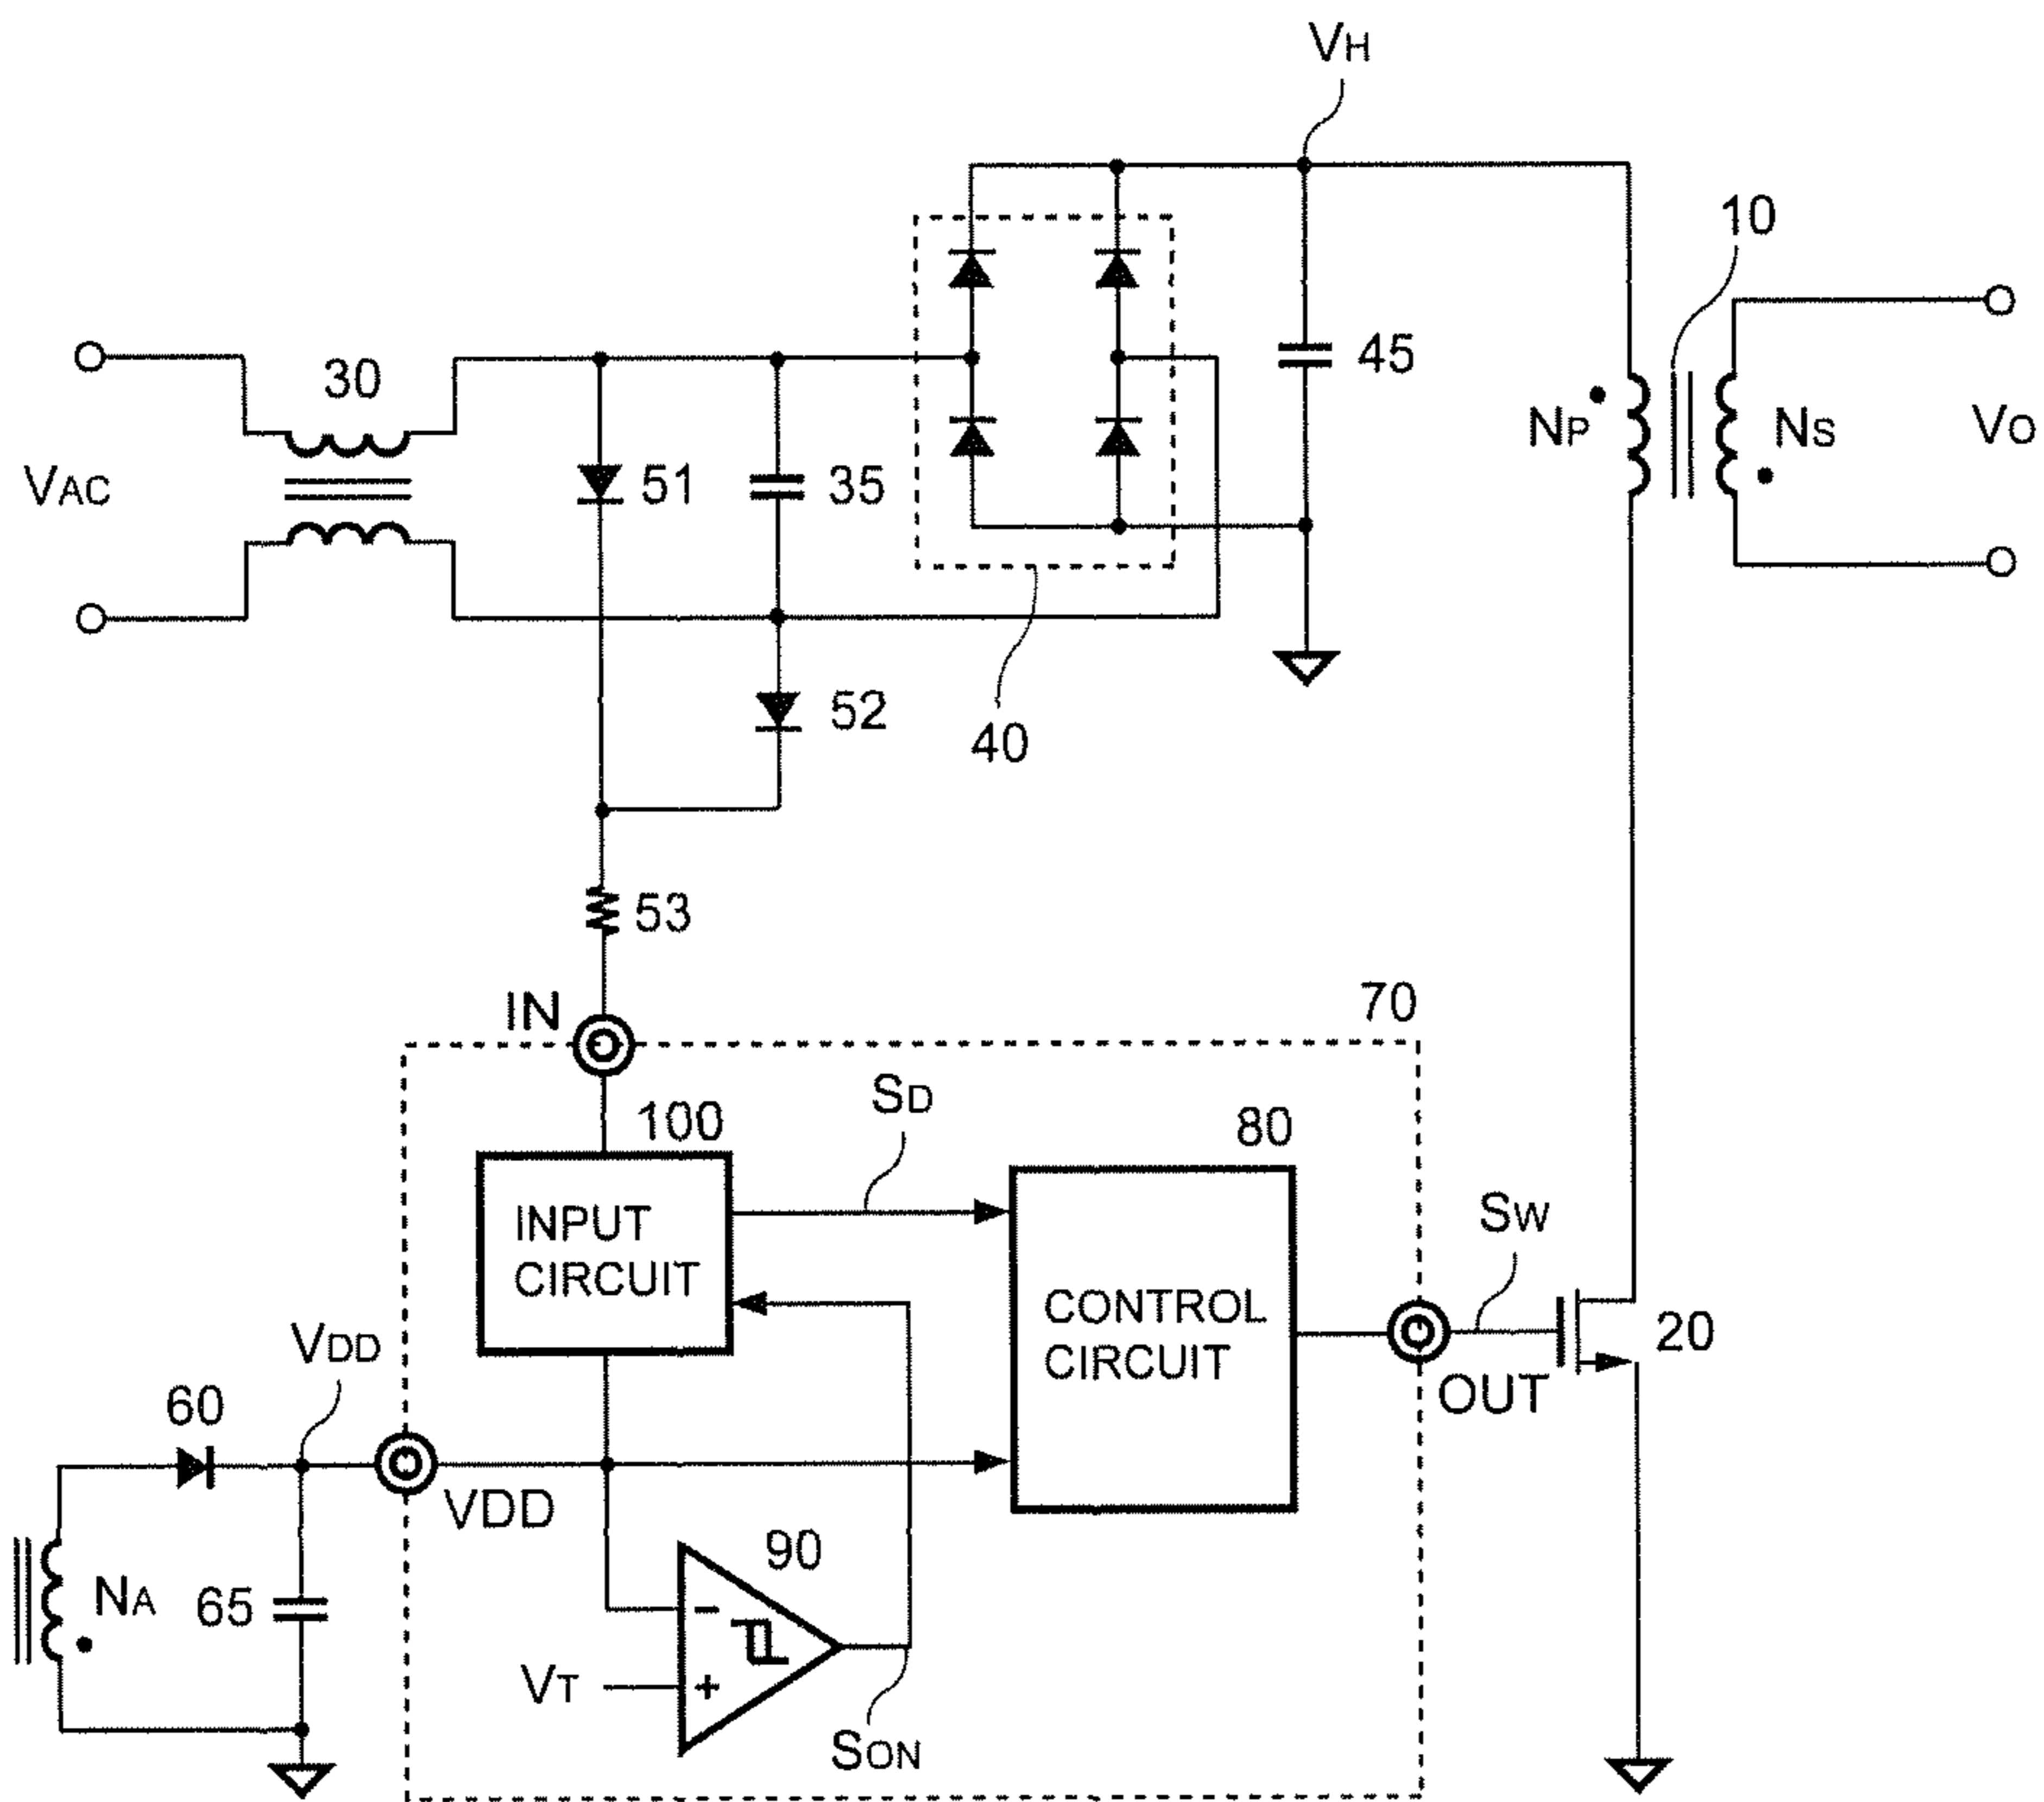 VH
10
30
45
NP
NS
VO
VAC
51
35
52
40
53
IN
70
SD
100
80
INPUT
CIRCUIT
SW
CONTROL
CIRCUIT
20
VDD
60
OUT
VDD
90
NA
65
VT
SON